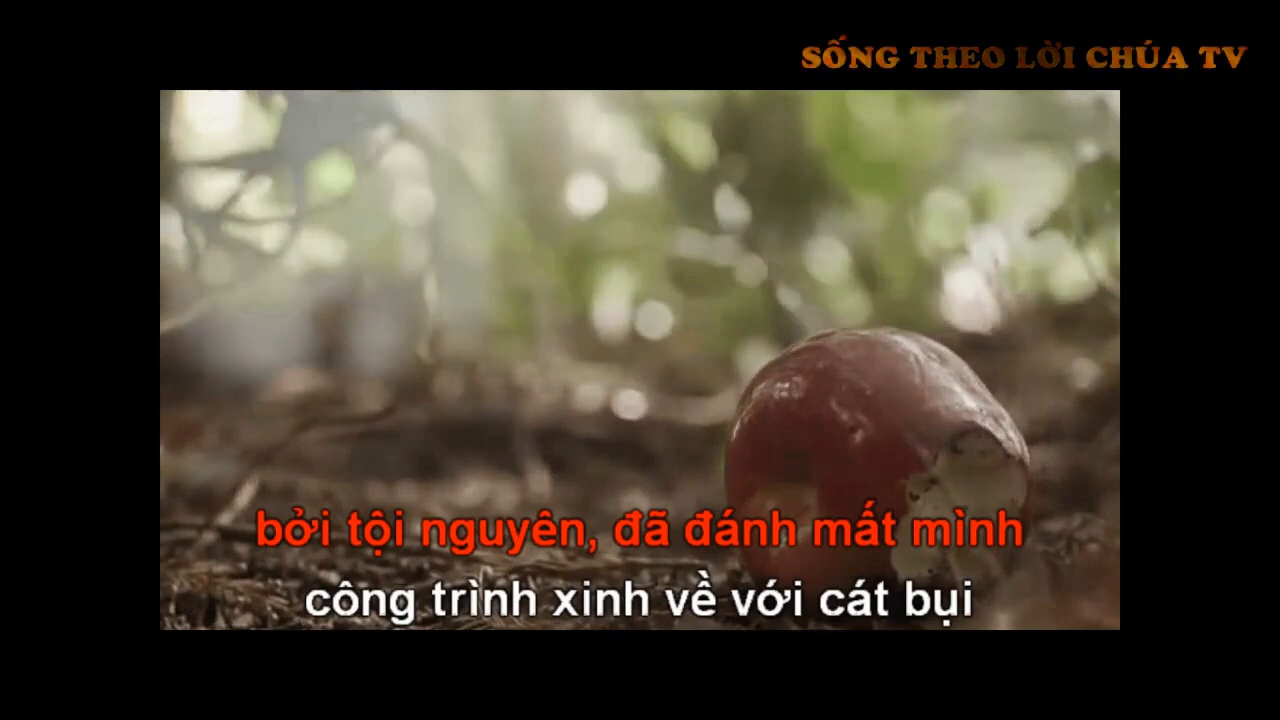 SỐNG THEO LỜI CHÚA TV
bởi tội nguyên, đã đánh mất mình
công trình xinh về với cát bụi